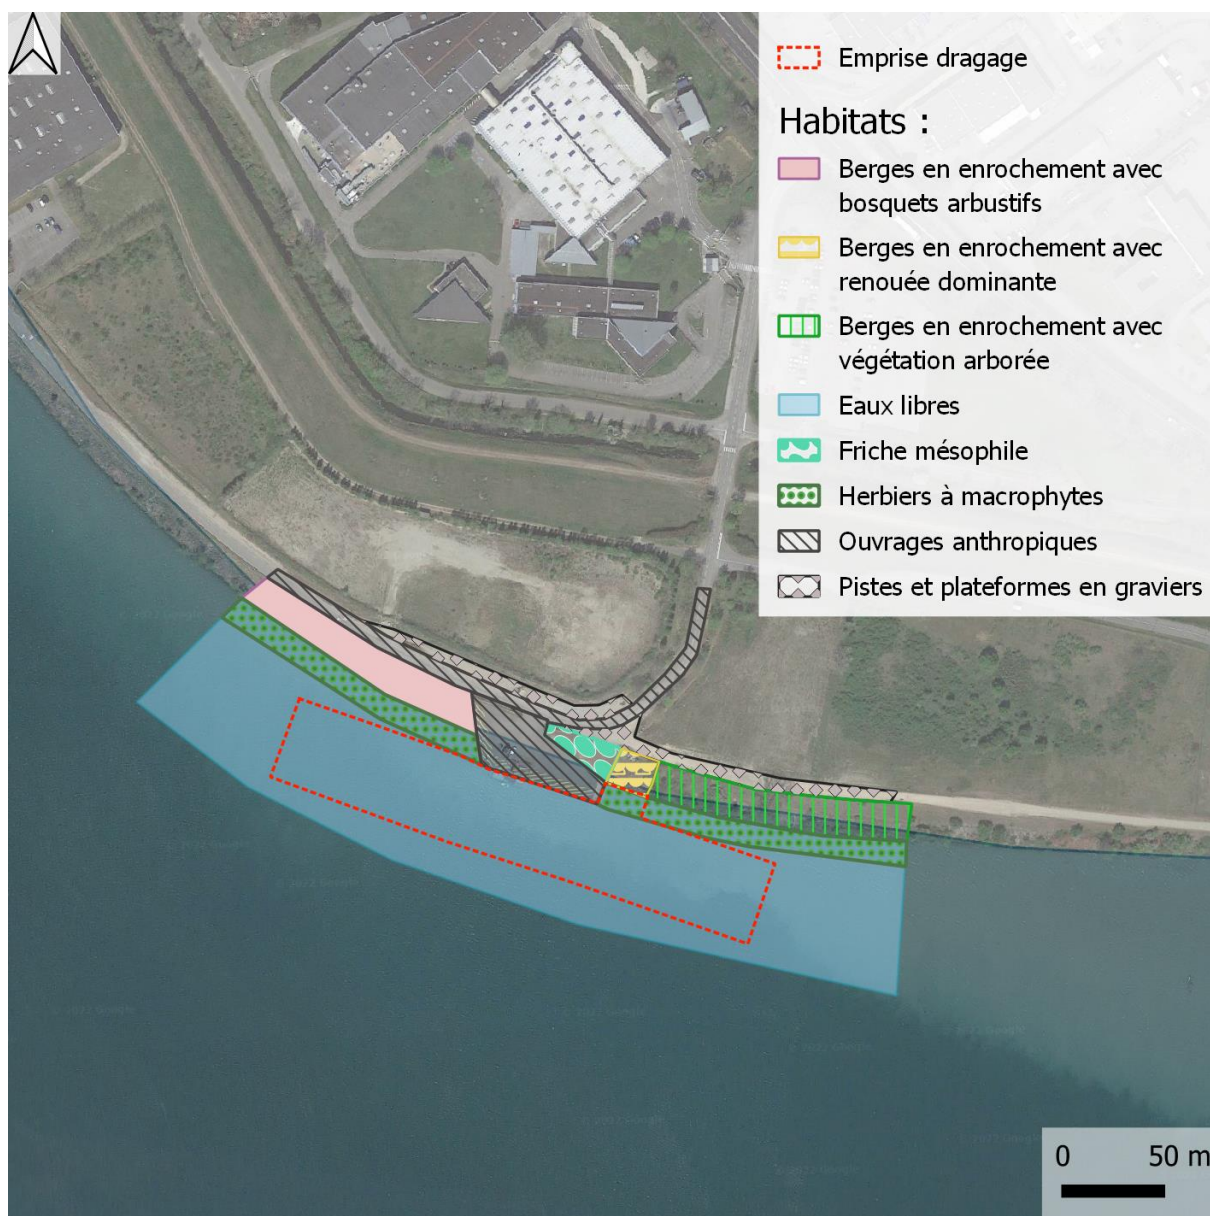 Emprise dragage
Habitats :
Berges en enrochement avec
bosquets arbustifs
Berges en enrochement avec
renouée dominante
Berges en enrochement avec
végétation arborée
Eaux libres
Friche mésophile
Herbiers à macrophytes
Ouvrages anthropiques
Pistes et plateformes en graviers
0 50 m